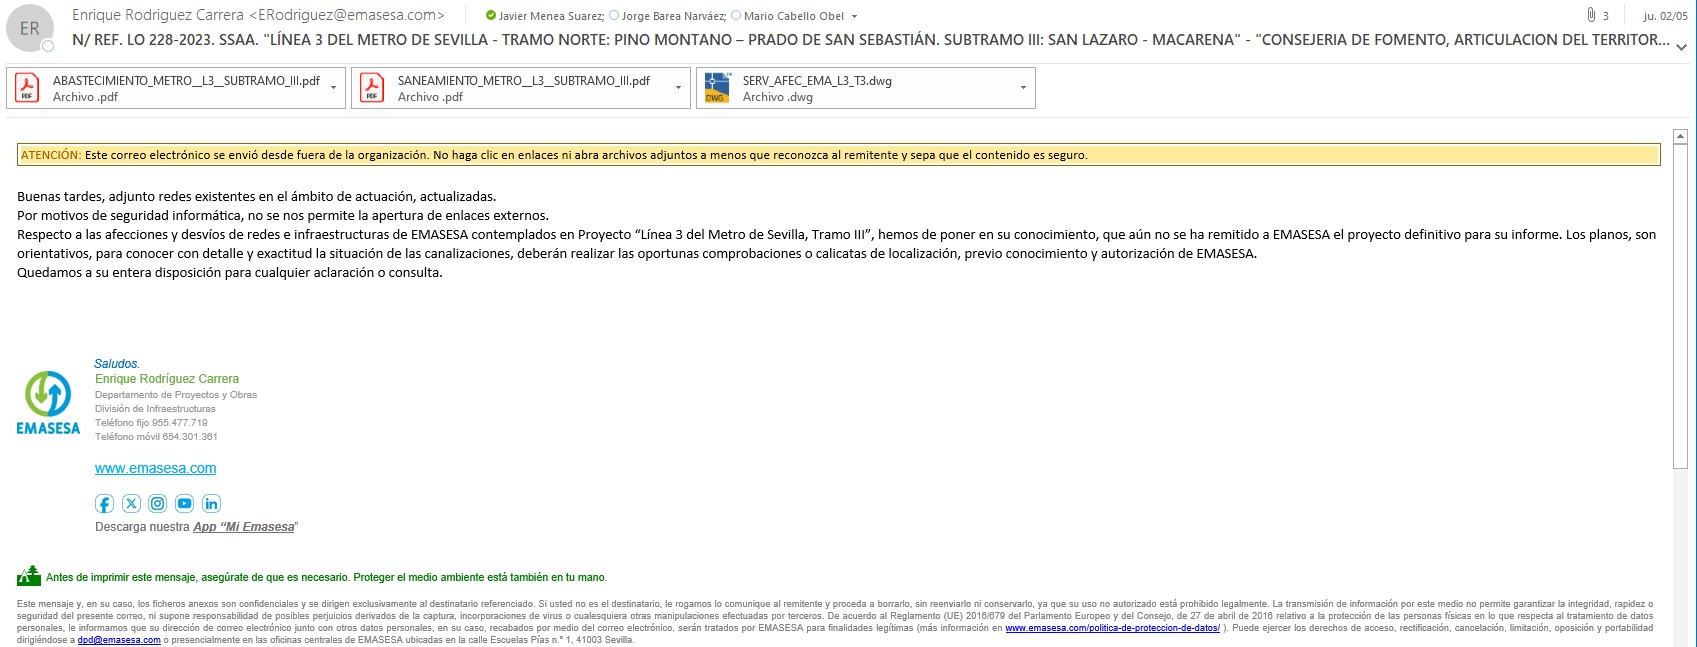 ER
Enrique Rodriguez Carrera <ERodriguez@emasesa.com>
Javier Menea Suarez; Jorge Barea Narváez; Mario Cabello Obel
3
ju. 02/05
N/ REF. LO 228-2023. SSAA. "LÍNEA 3 DEL METRO DE SEVILLA - TRAMO NORTE: PINO MONTANO – PRADO DE SAN SEBASTIÁN. SUBTRAMO III: SAN LAZARO - MACARENA" - "CONSEJERIA DE FOMENTO, ARTICULACION DEL TERRITOR...
PDF
ABASTECIMIENTO_METRO__L3__SUBTRAMO_III.pdf
Archivo .pdf
PDF
SANEAMIENTO_METRO__L3__SUBTRAMO_III.pdf
Archivo .pdf
DWG
SERV_AFEC_EMA_L3_T3.dwg
Archivo .dwg
ATENCIÓN: Este correo electrónico se envió desde fuera de la organización. No haga clic en enlaces ni abra archivos adjuntos a menos que reconozca al remitente y sepa que el contenido es seguro.
Buenas tardes, adjunto redes existentes en el ámbito de actuación, actualizadas.
Por motivos de seguridad informática, no se nos permite la apertura de enlaces externos.
Respecto a las afecciones y desvíos de redes e infraestructuras de EMASESA contemplados en Proyecto “Línea 3 del Metro de Sevilla, Tramo III”, hemos de poner en su conocimiento, que aún no se ha remitido a EMASESA el proyecto definitivo para su informe. Los planos, son
orientativos, para conocer con detalle y exactitud la situación de las canalizaciones, deberán realizar las oportunas comprobaciones o calicatas de localización, previo conocimiento y autorización de EMASESA.
Quedamos a su entera disposición para cualquier aclaración o consulta.
Saludos.
Enrique Rodríguez Carrera
Departamento de Proyectos y Obras
División de Infraestructuras
Teléfono fijo 955.477.719
Teléfono móvil 654.301.361
EMASESA
www.emasesa.com
Descarga nuestra App “Mi Emasesa”
Antes de imprimir este mensaje, asegúrate de que es necesario. Proteger el medio ambiente está también en tu mano.
Este mensaje y, en su caso, los ficheros anexos son confidenciales y se dirigen exclusivamente al destinatario referenciado. Si usted no es el destinatario, le rogamos lo comunique al remitente y proceda a borrarlo, sin reenviarlo ni conservarlo, ya que su uso no autorizado está prohibido legalmente. La transmisión de información por este medio no permite garantizar la integridad, rapidez o
seguridad del presente correo, ni supone responsabilidad de posibles perjuicios derivados de la captura, incorporaciones de virus o cualesquiera otras manipulaciones efectuadas por terceros. De acuerdo al Reglamento (UE) 2016/679 del Parlamento Europeo y del Consejo, de 27 de abril de 2016 relativo a la protección de las personas físicas en lo que respecta al tratamiento de datos
personales, le informamos que su dirección de correo electrónico junto con otros datos personales, en su caso, recabados por medio del correo electrónico, serán tratados por EMASESA para finalidades legítimas (más información en www.emasesa.com/politica-de-proteccion-de-datos/ ). Puede ejercer los derechos de acceso, rectificación, cancelación, limitación, oposición y portabilidad
dirigiéndose a dpd@emasesa.com o presencialmente en las oficinas centrales de EMASESA ubicadas en la calle Escuelas Pías n.º 1, 41003 Sevilla.